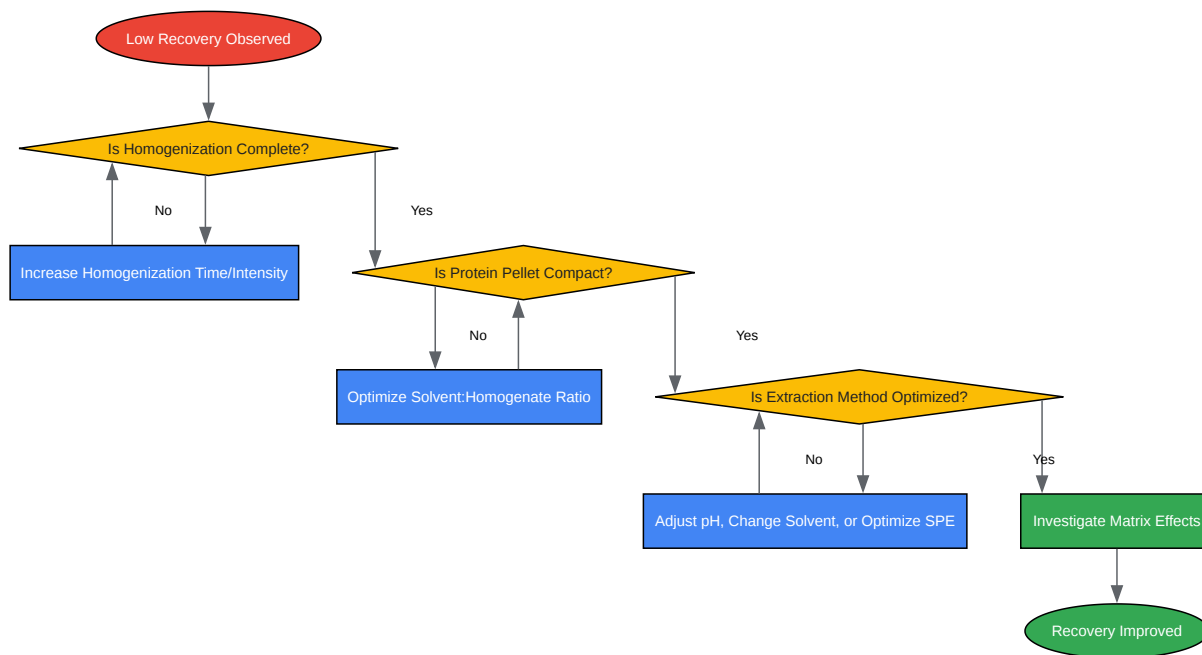 Low Recovery Observed
Is Homogenization Complete?
No
Yes
Increase Homogenization Time/Intensity
Is Protein Pellet Compact?
No
Yes
Optimize Solvent:Homogenate Ratio
Is Extraction Method Optimized?
No
Yes
Adjust pH, Change Solvent, or Optimize SPE
Investigate Matrix Effects
Recovery Improved